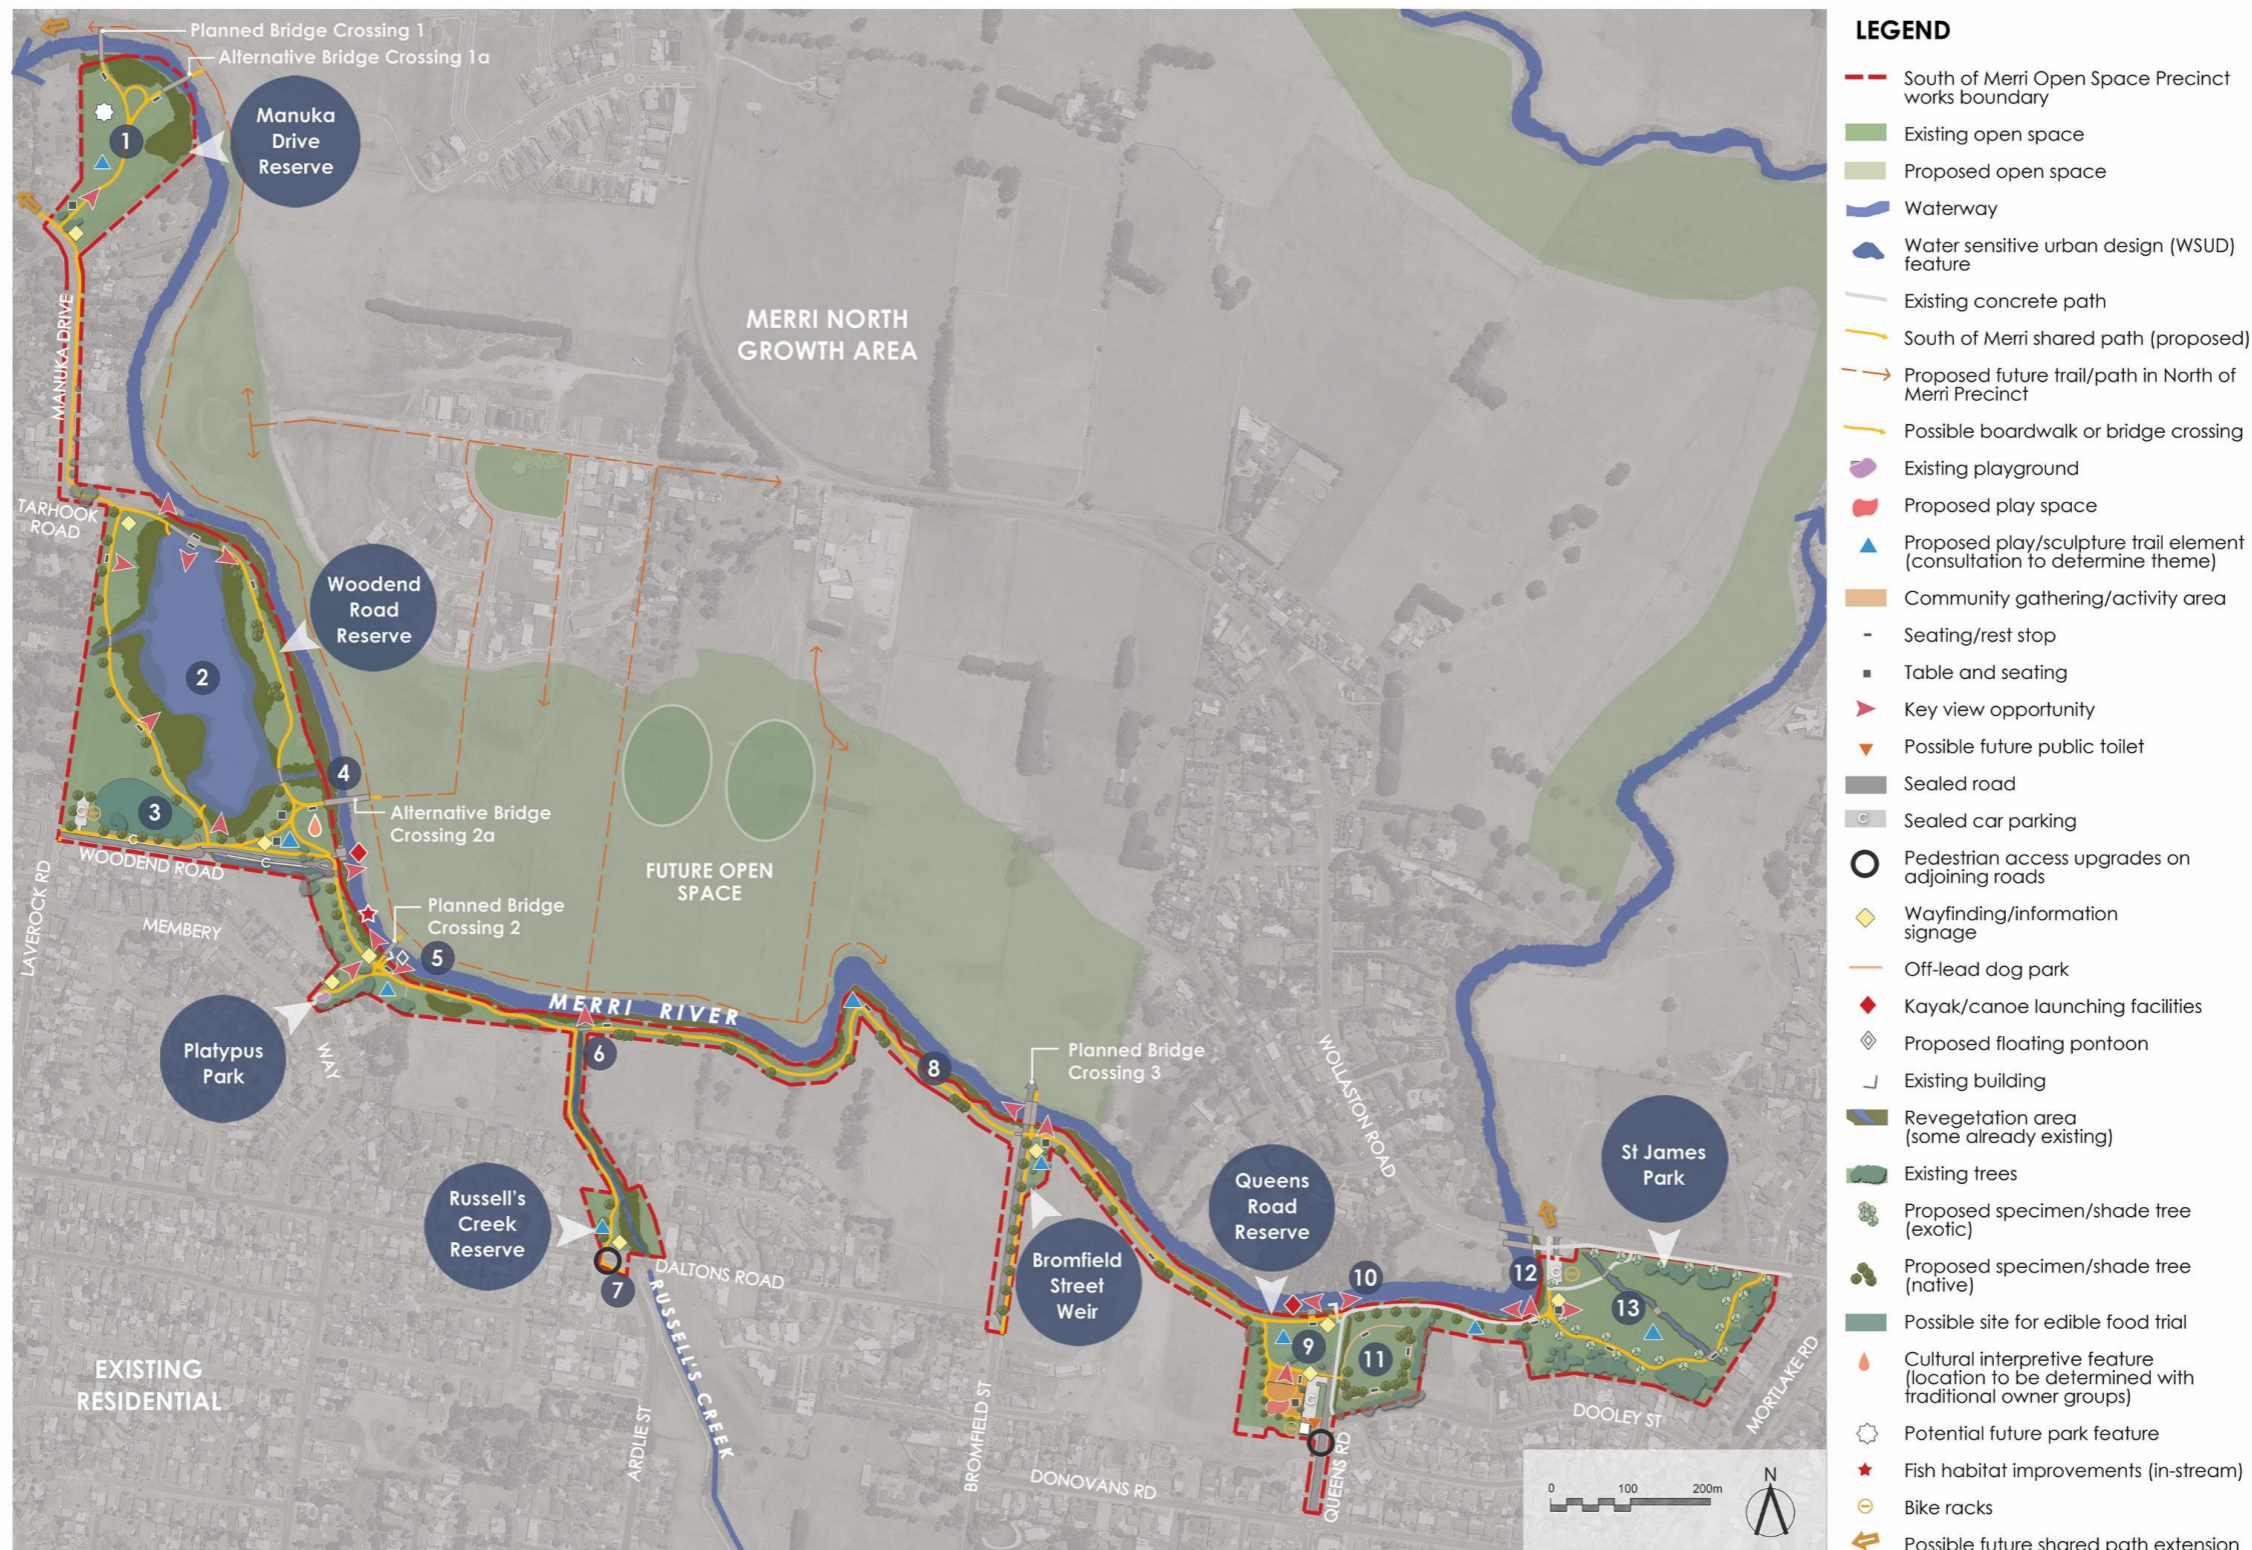 Planned Bridge Crossing 1
Alternative Bridge Crossing 1a
Manuka
Drive
Reserve
1
MANUKA DRIVE
MERRI NORTH
GROWTH AREA
TARHOOK
ROAD
Woodend
Road
Reserve
2
3
4
C
C
C
Alternative Bridge
Crossing 2a
WOODEND ROAD
LAVEROCK RD
MEMBERY
WAY
FUTURE OPEN
SPACE
Planned Bridge
Crossing 2
5
MERRI RIVER
Platypus
Park
6
8
Planned Bridge
Crossing 3
WOLLASTON ROAD
Russell's
Creek
Reserve
7
DALTONS ROAD
RUSSELL'S CREEK
Bromfield
Street
Weir
Queens
Road
Reserve
St James
Park
9
10
11
12
13
C
C
EXISTING
RESIDENTIAL
ARDLIE ST
BROMFIELD ST
DONOVANS RD
QUEENS RD
DOOLEY ST
MORTLAKE RD
0 100 200m
N
LEGEND
South of Merri Open Space Precinct
works boundary
Existing open space
Proposed open space
Waterway
Water sensitive urban design (WSUD)
feature
Existing concrete path
South of Merri shared path (proposed)
Proposed future trail/path in North of
Merri Precinct
Possible boardwalk or bridge crossing
Existing playground
Proposed play space
Proposed play/sculpture trail element
(consultation to determine theme)
Community gathering/activity area
Seating/rest stop
Table and seating
Key view opportunity
Possible future public toilet
Sealed road
C
Sealed car parking
Pedestrian access upgrades on
adjoining roads
Wayfinding/information
signage
Off-lead dog park
Kayak/canoe launching facilities
Proposed floating pontoon
Existing building
Revegetation area
(some already existing)
Existing trees
Proposed specimen/shade tree
(exotic)
Proposed specimen/shade tree
(native)
Possible site for edible food trial
Cultural interpretive feature
(location to be determined with
traditional owner groups)
Potential future park feature
Fish habitat improvements (in-stream)
Bike racks
Possible future shared path extension